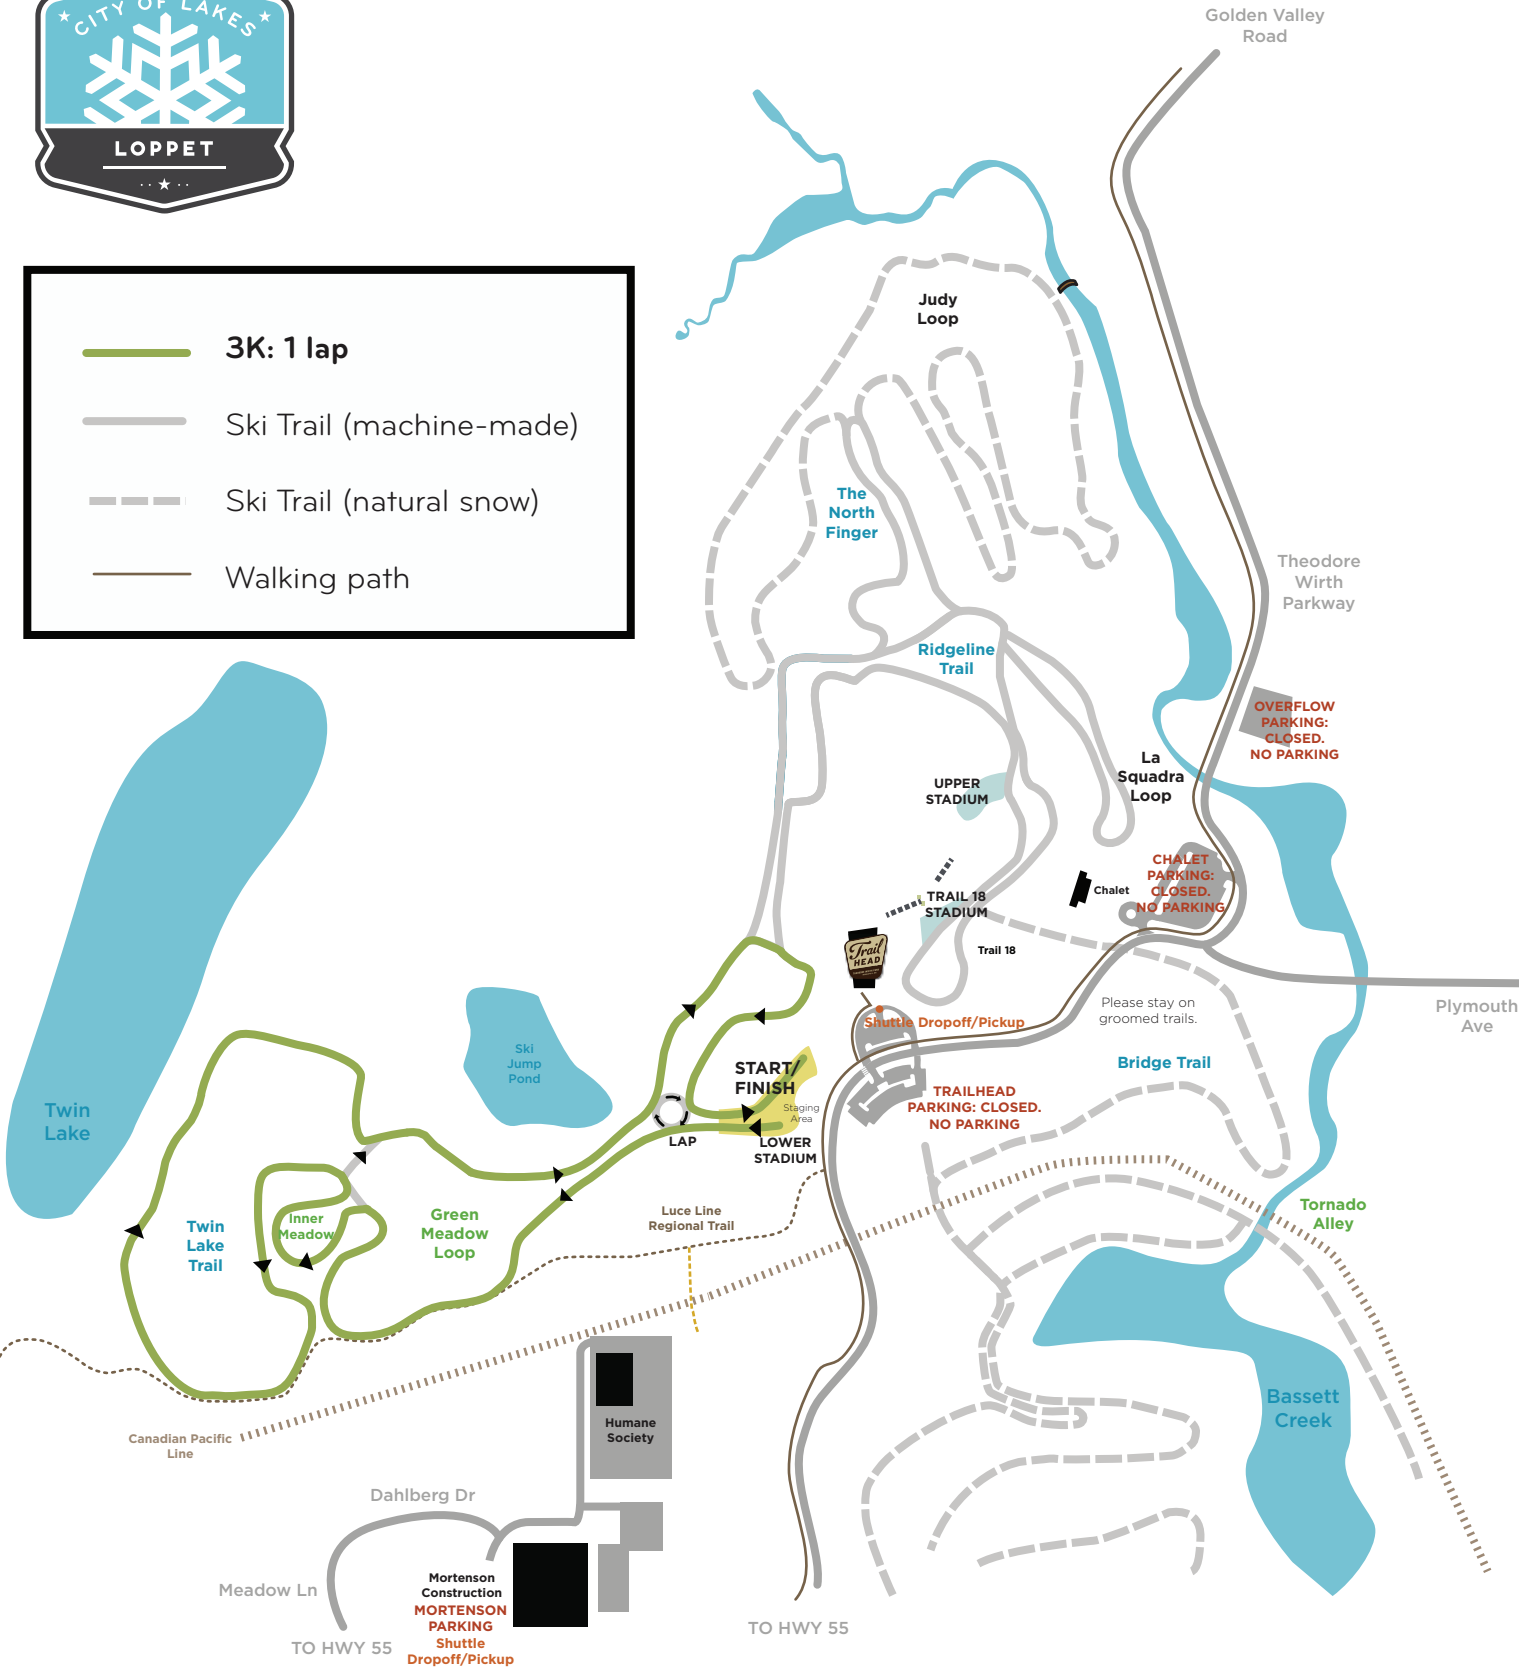 CITY OF LAKES
LOPPET
3K: 1 lap
Ski Trail (machine-made)
Ski Trail (natural snow)
Walking path
Golden Valley
Road
Judy
Loop
The
North
Finger
Theodore
Wirth
Parkway
Ridgeline
Trail
OVERFLOW
PARKING:
CLOSED.
NO PARKING
La
Squadra
Loop
UPPER
STADIUM
CHALET
PARKING:
CLOSED.
NO PARKING
Chalet
TRAIL 18
STADIUM
Trail 18
Trail
HEAD
Please stay on
groomed trails.
Plymouth
Ave
Shuttle Dropoff/Pickup
Bridge Trail
TRAILHEAD
PARKING: CLOSED.
NO PARKING
Ski
Jump
Pond
START/
FINISH
Staging
Area
LAP
LOWER
STADIUM
Twin
Lake
Twin
Lake
Trail
Inner
Meadow
Green
Meadow
Loop
Luce Line
Regional Trail
Tornado
Alley
Bassett
Creek
Canadian Pacific
Line
Humane
Society
Dahlberg Dr
Meadow Ln
Mortenson
Construction
MORTENSON
PARKING
Shuttle
Dropoff/Pickup
TO HWY 55
TO HWY 55